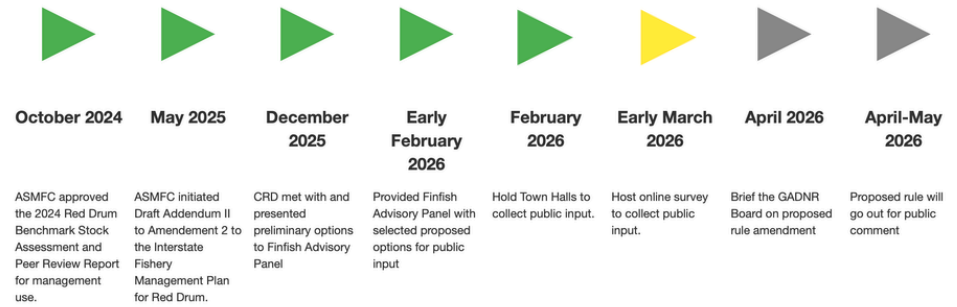 October 2024
ASMFC approved
the 2024 Red Drum
Benchmark Stock
Assessment and
Peer Review Report
for management
use.
May 2025
ASMFC initiated
Draft Addendum II
to Amendement 2 to
the Interstate
Fishery
Management Plan
for Red Drum.
December
2025
CRD met with and
presented
preliminary options
to Finfish Advisory
Panel
Early
February
2026
Provided Finfish
Advisory Panel with
selected proposed
options for public
input
February
2026
Hold Town Halls to
collect public input.
Early March
2026
Host online survey
to collect public
input.
April 2026
Brief the GADNR
Board on proposed
rule amendment
April-May
2026
Proposed rule will
go out for public
comment